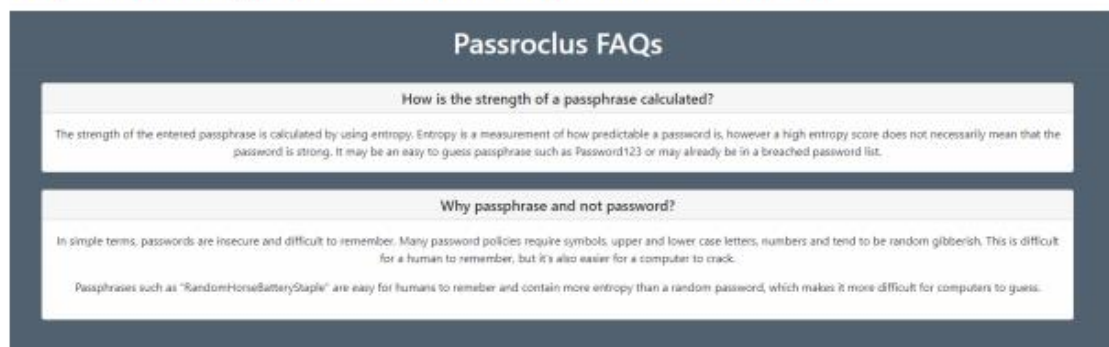 Passroclus FAQs
How is the strength of a passphrase calculated?
The strength of the entered passphrase is calculated by using entropy. Entropy is a measurement of how predictable a password is, however a high entropy score does not necessarily mean that the
password is strong. It may be an easy to guess passphrase such as Password123 or may already be in a breached password list.
Why passphrase and not password?
In simple terms, passwords are insecure and difficult to remember. Many password policies require symbols, upper and lower case letters, numbers and tend to be random gibberish. This is difficult
for a human to remember, but it's also easier for a computer to crack.
Passphrases such as "RandomHorseBatteryStaple" are easy for humans to remeber and contain more entropy than a random password, which makes it more difficult for computers to guess.